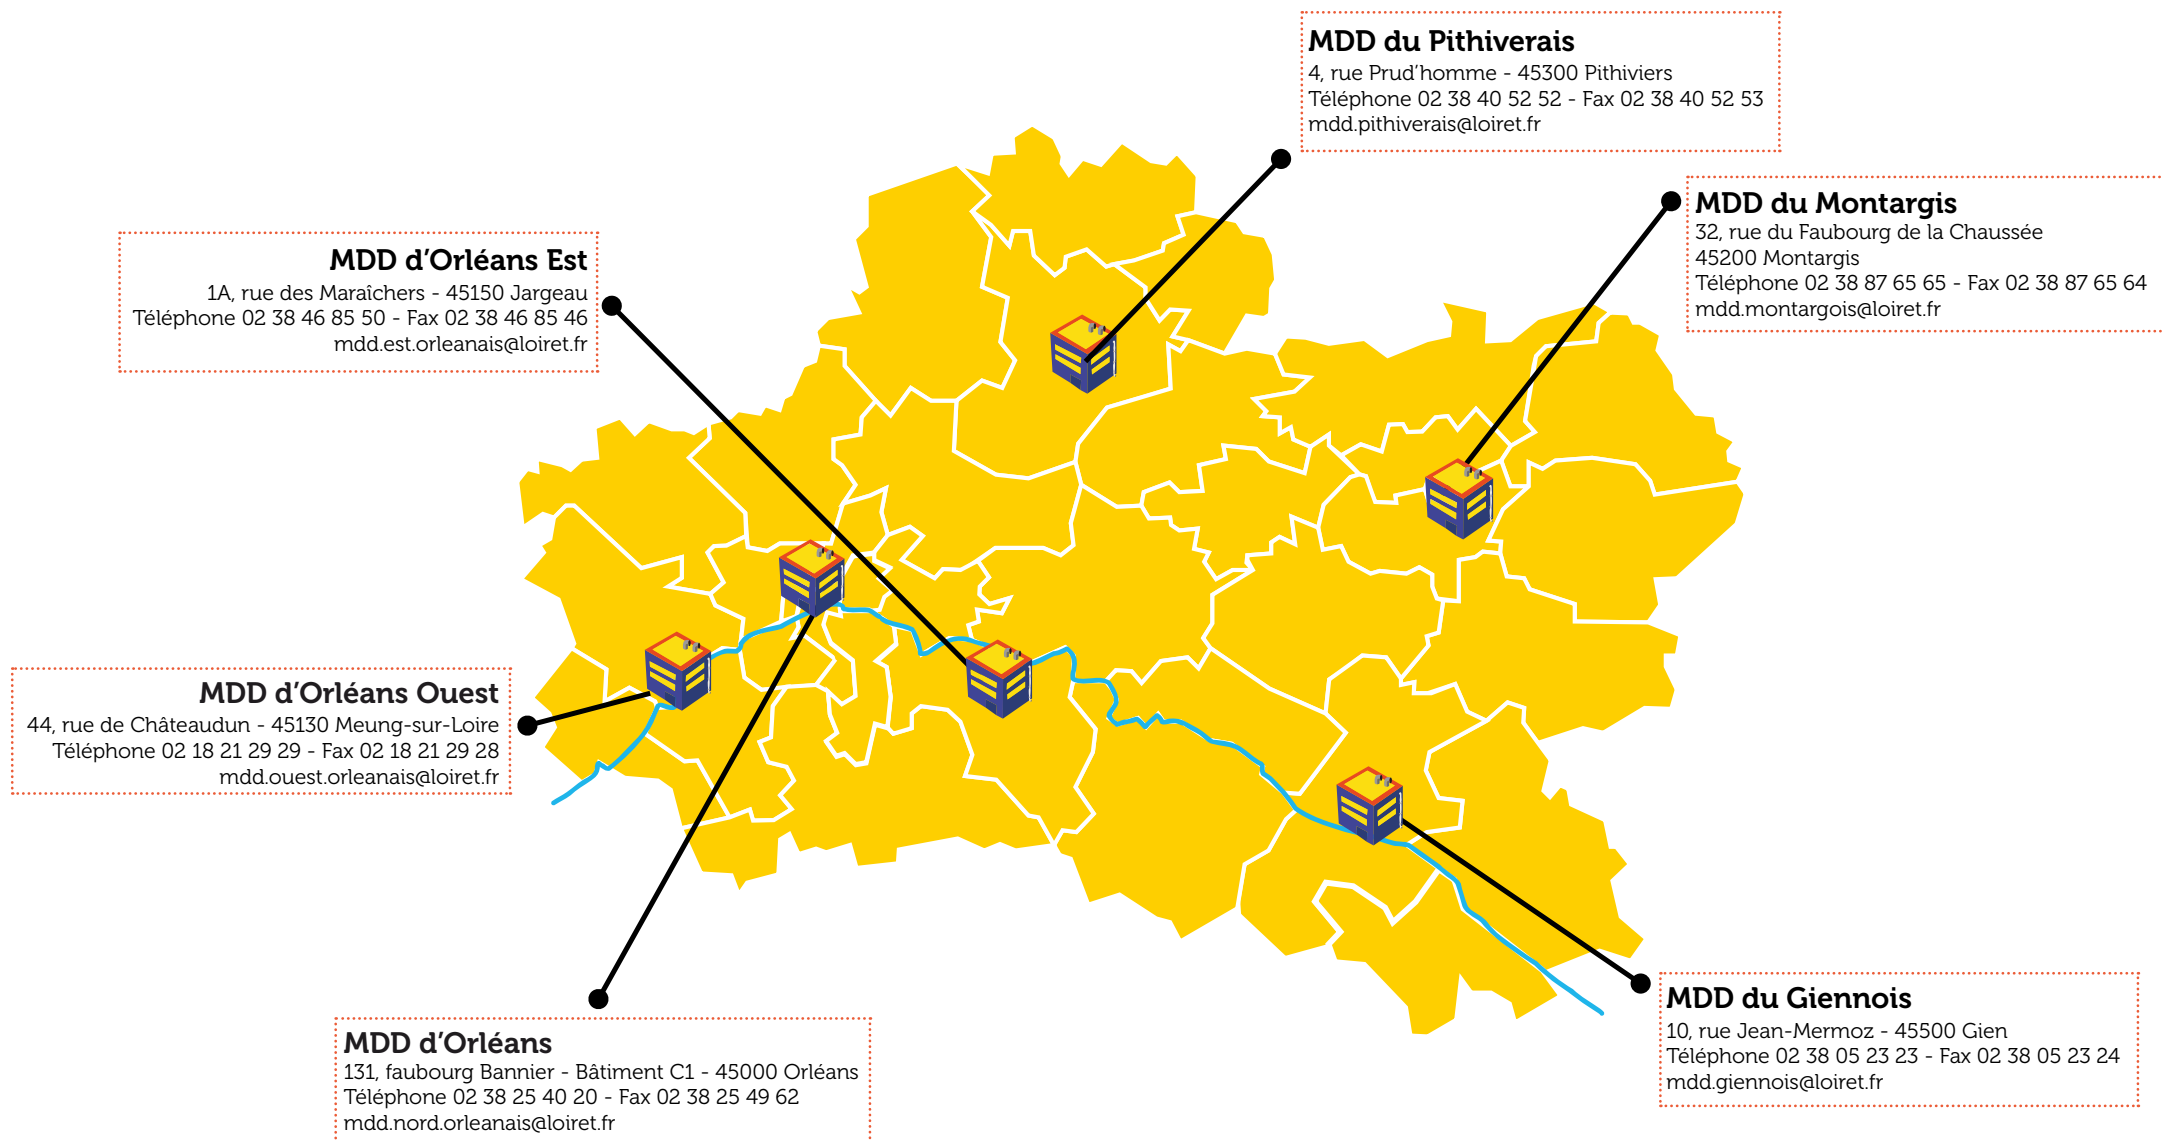 MDD du Pithiverais
4, rue Prud'homme - 45300 Pithiviers
Téléphone 02 38 40 52 52 - Fax 02 38 40 52 53
mdd.pithiverais@loiret.fr
MDD du Montargis
32, rue du Faubourg de la Chaussée
45200 Montargis
Téléphone 02 38 87 65 65 - Fax 02 38 87 65 64
mdd.montargois@loiret.fr
MDD d'Orléans Est
1A, rue des Maraîchers - 45150 Jargeau
Téléphone 02 38 46 85 50 - Fax 02 38 46 85 46
mdd.est.orleanais@loiret.fr
MDD d'Orléans Ouest
44, rue de Châteaudun - 45130 Meung-sur-Loire
Téléphone 02 18 21 29 29 - Fax 02 18 21 29 28
mdd.ouest.orleanais@loiret.fr
MDD d'Orléans
131, faubourg Bannier - Bâtiment C1 - 45000 Orléans
Téléphone 02 38 25 40 20 - Fax 02 38 25 49 62
mdd.nord.orleanais@loiret.fr
MDD du Giennois
10, rue Jean-Mermoz - 45500 Gien
Téléphone 02 38 05 23 23 - Fax 02 38 05 23 24
mdd.giennois@loiret.fr